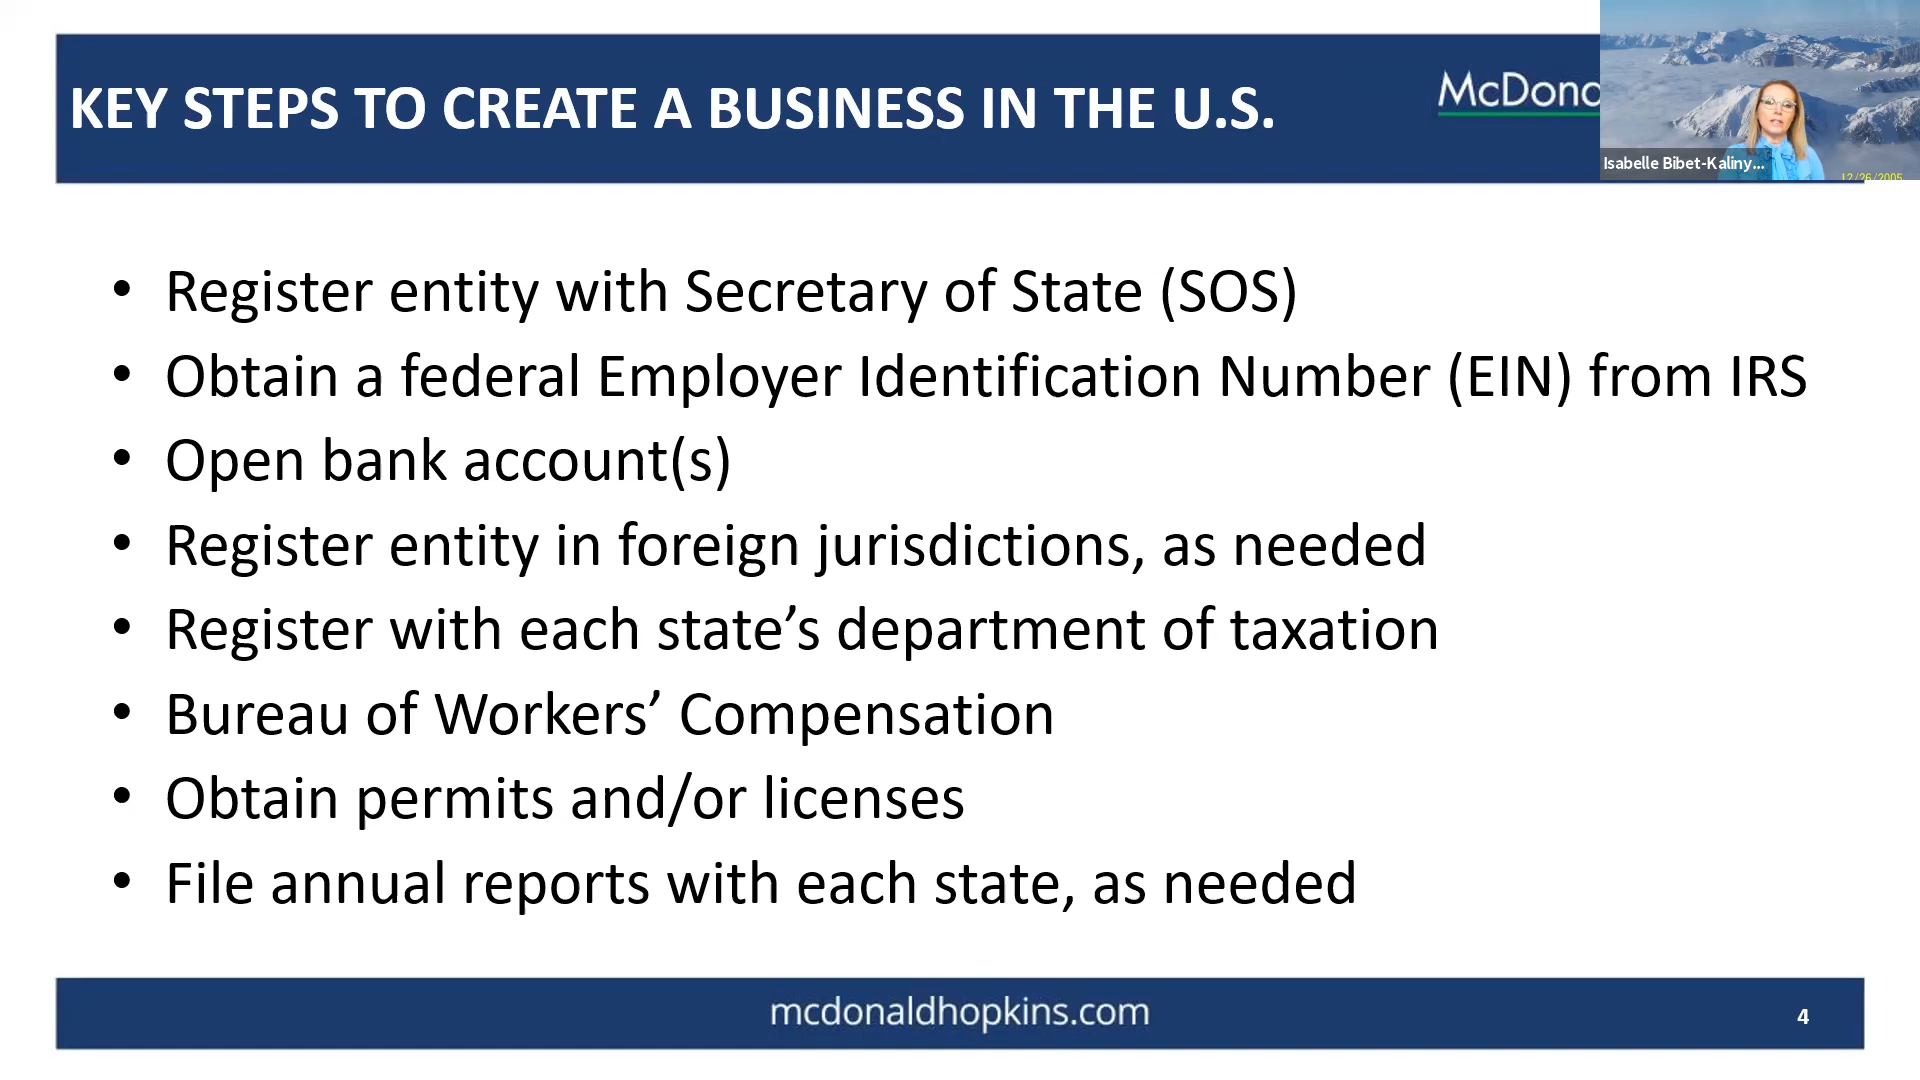 KEY STEPS TO CREATE A BUSINESS IN THE U.S.
McDonc
Isabelle Bibet-Kaliny...
12/26/2005
• Register entity with Secretary of State (SOS)
• Obtain a federal Employer Identification Number (EIN) from IRS
• Open bank account(s)
• Register entity in foreign jurisdictions, as needed
• Register with each state’s department of taxation
• Bureau of Workers’ Compensation
• Obtain permits and/or licenses
• File annual reports with each state, as needed
mcdonaldhopkins.com
4